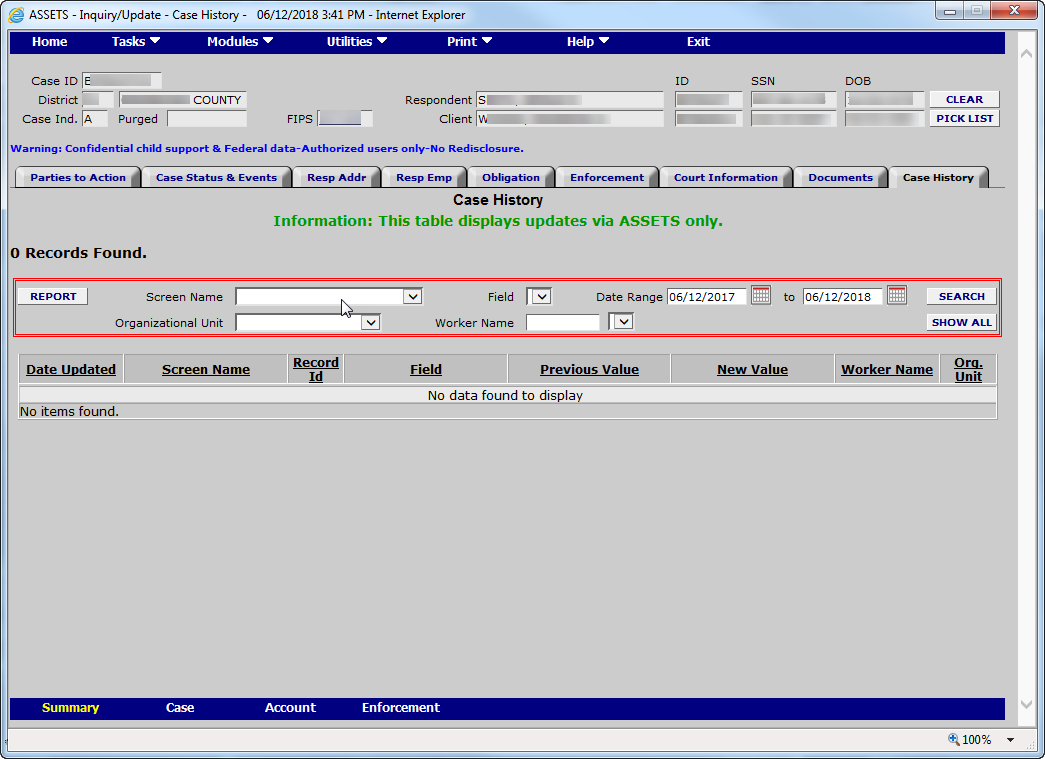 ASSETS - Inquiry/Update - Case History - 06/12/2018 3:41 PM - Internet Explorer
Home Tasks Modules Utilities Print Help Exit
Case ID B ID SSN DOB
District COUNTY Respondent S CLEAR
Case Ind. A Purged FIPS Client W PICK LIST
Warning: Confidential child support & Federal data-Authorized users only-No Redisclosure.
Parties to Action Case Status & Events Resp Addr Resp Emp Obligation Enforcement Court Information Documents Case History
Case History
Information: This table displays updates via ASSETS only.
0 Records Found.
REPORT Screen Name Field Date Range 06/12/2017 to 06/12/2018 SEARCH
Organizational Unit Worker Name SHOW ALL
Date Updated Screen Name Record Id Field Previous Value New Value Worker Name Org. Unit
No data found to display
No items found.
Summary Case Account Enforcement
100%